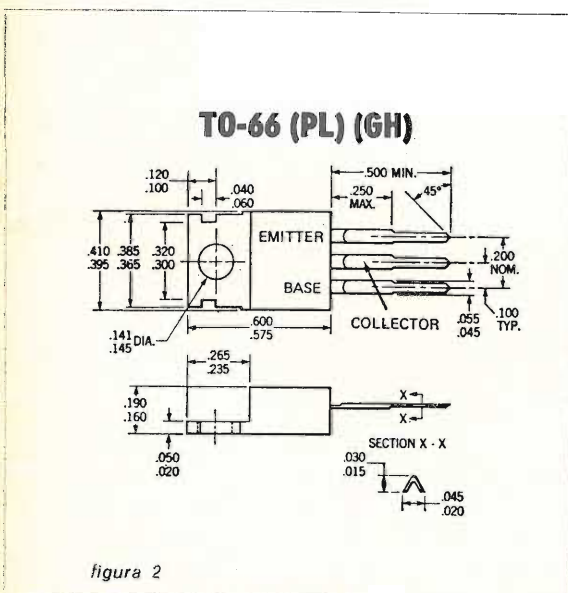 TO-66 (PL) (GH)
.120
.100
.040
.060
.500 MIN.
.250
MAX.
45°
.410
.395
.385
.365
.320
.300
EMITTER
BASE
.200
NOM.
.141
.145 DIA.
.600
.575
COLLECTOR
.055
.045
.100
TYP.
.265
.235
.190
.160
X
X
SECTION X - X
.050
.020
.030
.015
.045
.020
figura 2